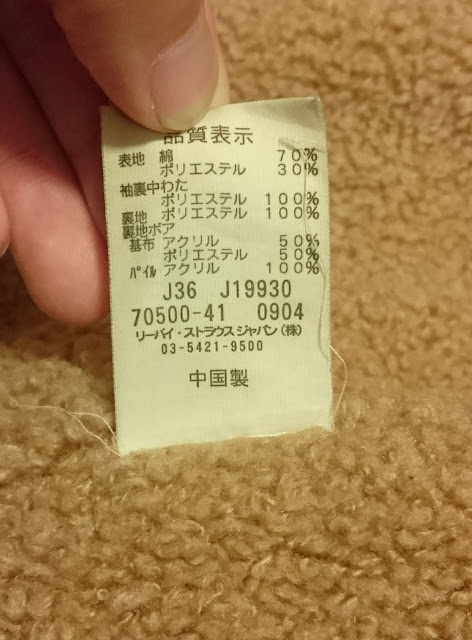 品質表示
表地 綿 70%
ポリエステル 30%
袖裏中わた
ポリエステル 100%
裏地 ポリエステル 100%
裏地ボア
基布 アクリル 50%
ポリエステル 50%
パイル アクリル 100%
J36 J19930
70500-41 0904
リーバイ・ストラウスジャパン(株)
03-5421-9500
中国製